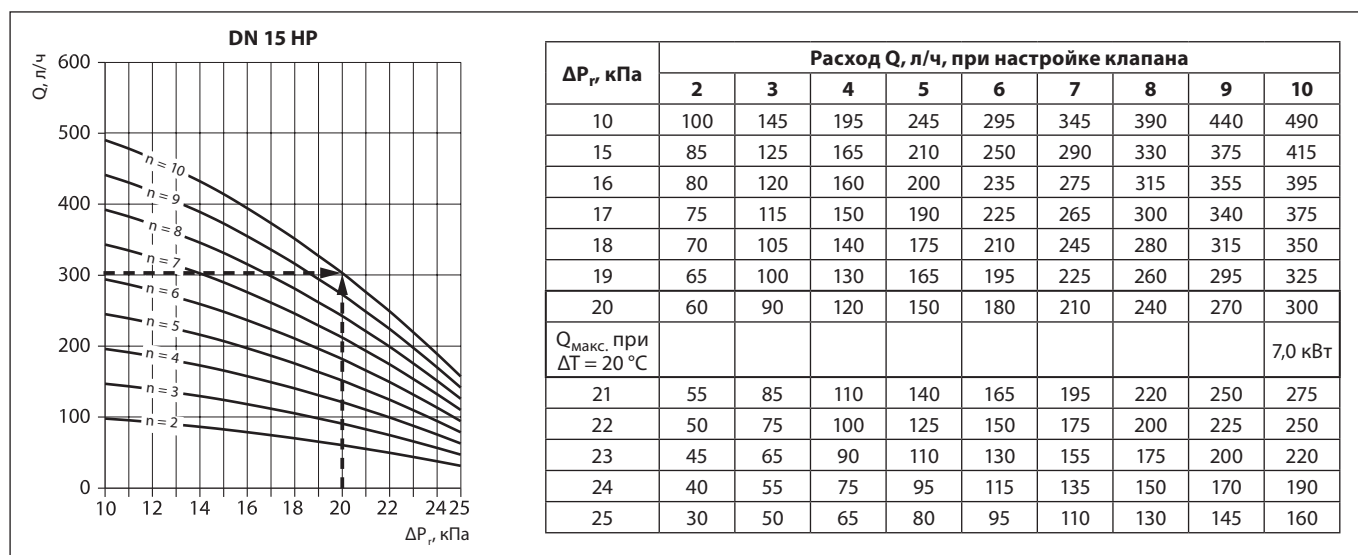 DN 15 HP
Q, л/ч
600
500
400
300
200
100
0
n = 10
n = 9
n = 8
n = 7
n = 6
n = 5
n = 4
n = 3
n = 2
10 12 14 16 18 20 22 24 25
ΔPr, кПа
ΔPr, кПа Расход Q, л/ч, при настройке клапана
2 3 4 5 6 7 8 9 10
10 100 145 195 245 295 345 390 440 490
15 85 125 165 210 250 290 330 375 415
16 80 120 160 200 235 275 315 355 395
17 75 115 150 190 225 265 300 340 375
18 70 105 140 175 210 245 280 315 350
19 65 100 130 165 195 225 260 295 325
20 60 90 120 150 180 210 240 270 300
Qмакс. при
ΔT = 20 °C 7,0 кВт
21 55 85 110 140 165 195 220 250 275
22 50 75 100 125 150 175 200 225 250
23 45 65 90 110 130 155 175 200 220
24 40 55 75 95 115 135 150 170 190
25 30 50 65 80 95 110 130 145 160